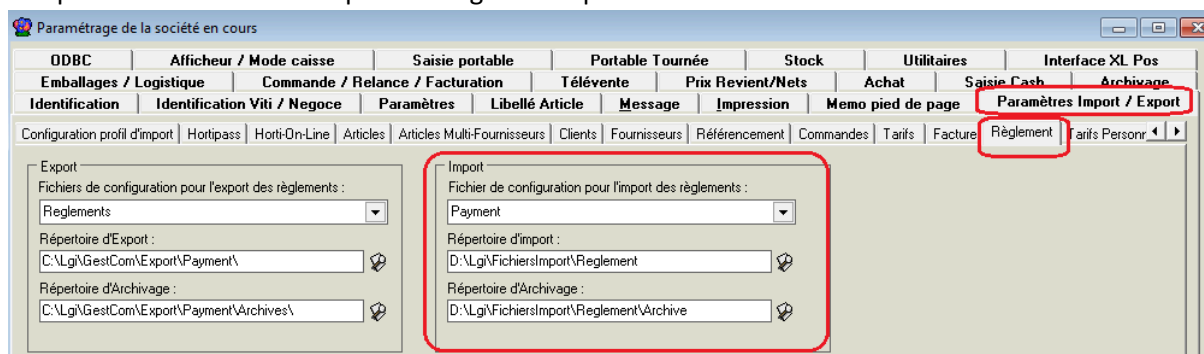 Paramétrage de la société en cours
ODBC Afficheur / Mode caisse Saisie portable Portable Tournée Stock Utilitaires Interface XL Pos
Emballages / Logistique Commande / Relance / Facturation Télévente Prix Revient/Nets Achat Saisie Cash Archivage
Identification Identification Viti / Negoce Paramètres Libellé Article Message Impression Memo pied de page Paramètres Import / Export
Configuration profil d'import Hortipass Horti-On-Line Articles Articles Multi-Fournisseurs Clients Fournisseurs Référencement Commandes Tarifs Facture Règlement Tarifs Personr
Export Import
Fichiers de configuration pour l'export des règlements : Fichier de configuration pour l'import des règlements :
Reglements Payment
Répertoire d'Export : Répertoire d'import :
C:\Lgi\GestCom\Export\Payment\ D:\Lgi\FichiersImport\Reglement
Répertoire d'Archivage : Répertoire d'Archivage :
C:\Lgi\GestCom\Export\Payment\Archives\ D:\Lgi\FichiersImport\Reglement\Archive